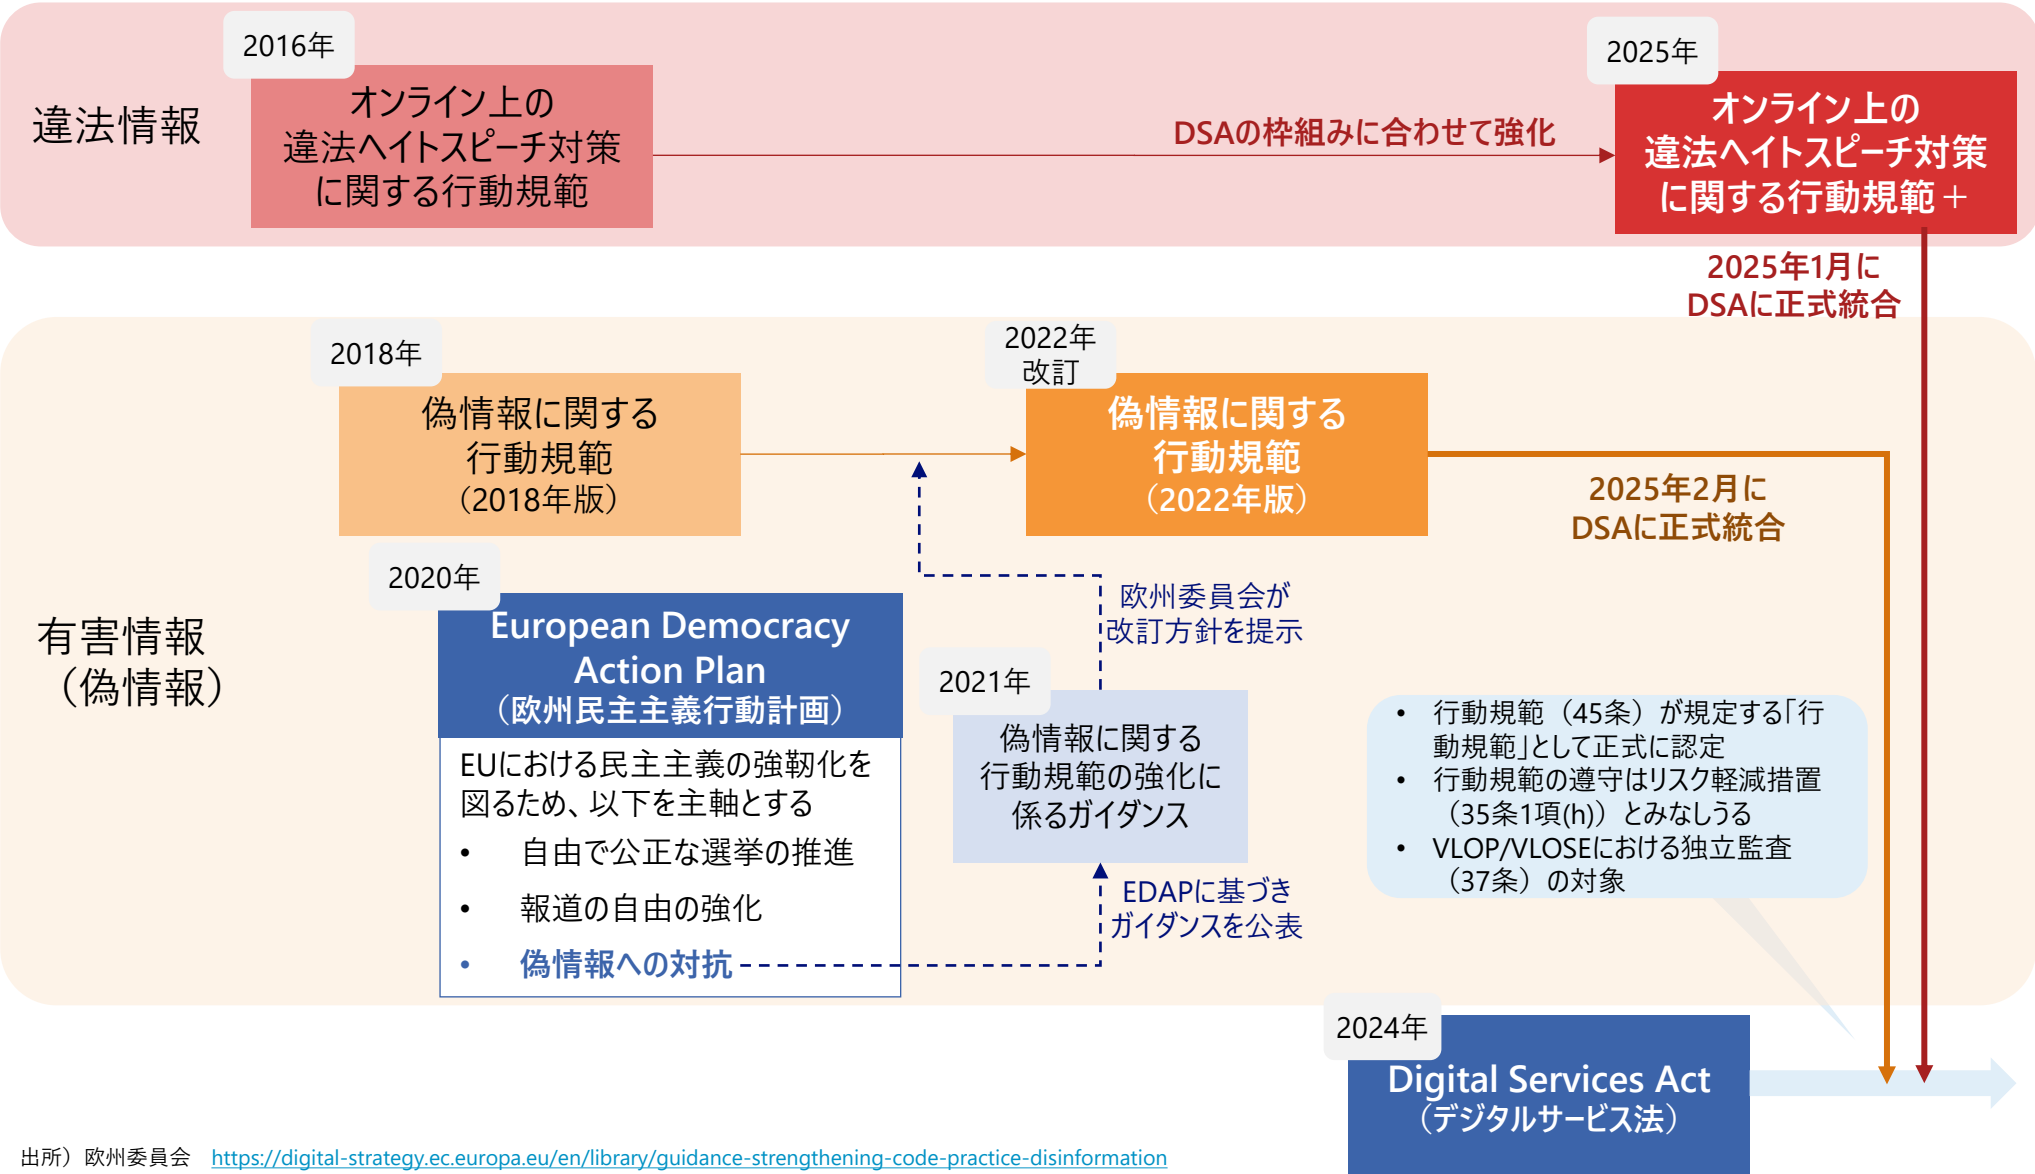 違法情報
2016年
オンライン上の
違法ヘイトスピーチ対策
に関する行動規範
DSAの枠組みに合わせて強化
2025年
オンライン上の
違法ヘイトスピーチ対策
に関する行動規範＋
2025年1月に
DSAに正式統合
有害情報
（偽情報）
2018年
偽情報に関する
行動規範
（2018年版）
2022年
改訂
偽情報に関する
行動規範
（2022年版）
2025年2月に
DSAに正式統合
2020年
European Democracy
Action Plan
（欧州民主主義行動計画）
EUにおける民主主義の強靭化を
図るため、以下を主軸とする
• 自由で公正な選挙の推進
• 報道の自由の強化
• 偽情報への対抗
欧州委員会が
改訂方針を提示
2021年
偽情報に関する
行動規範の強化に
係るガイダンス
EDAPに基づき
ガイダンスを公表
• 行動規範（45条）が規定する「行
動規範」として正式に認定
• 行動規範の遵守はリスク軽減措置
（35条1項(h)）とみなしうる
• VLOP/VLOSEにおける独立監査
（37条）の対象
2024年
Digital Services Act
（デジタルサービス法）
出所）欧州委員会 https://digital-strategy.ec.europa.eu/en/library/guidance-strengthening-code-practice-disinformation